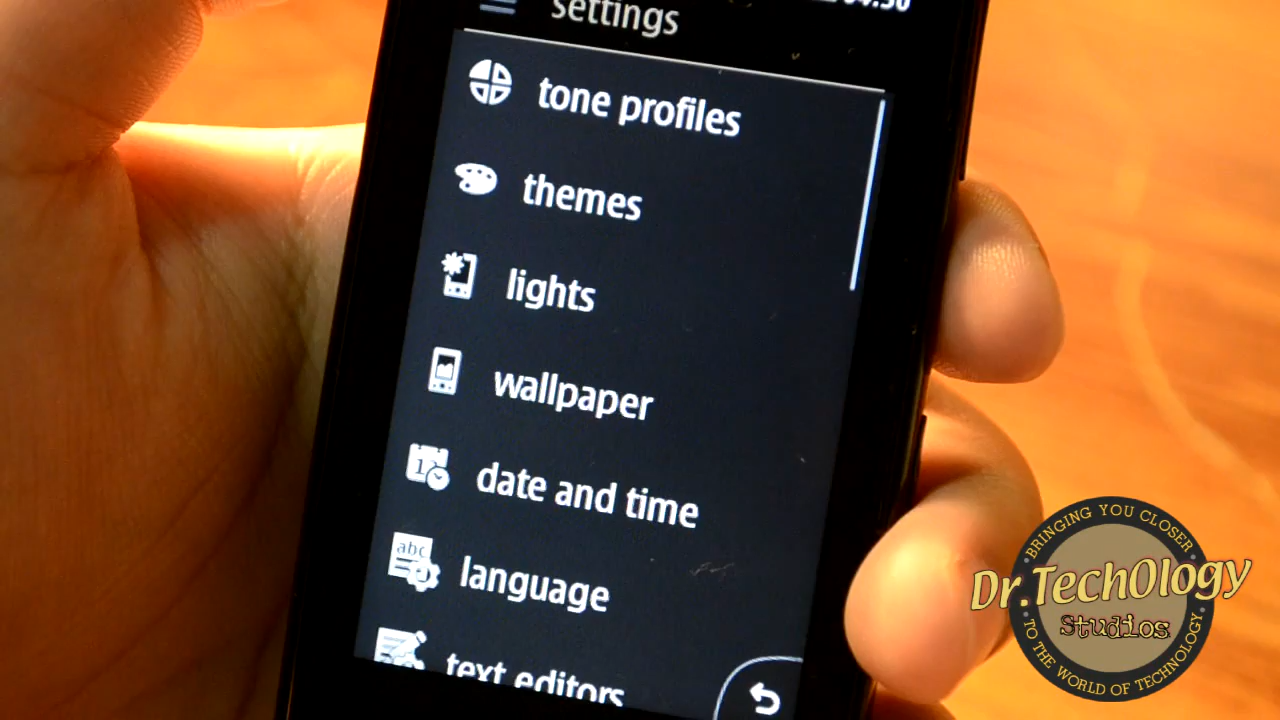 settings
tone profiles
themes
lights
wallpaper
date and time
abc
language
text editors
BRINGING YOU CLOSER
Dr.TechOlogy
Studios
TO THE WORLD OF TECHNOLOGY